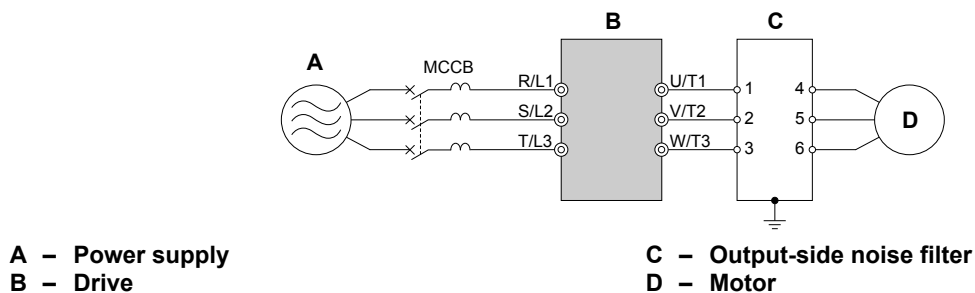 B
C
A
MCCB
R/L1
U/T1
1
4
S/L2
V/T2
2
5
D
T/L3
W/T3
3
6
A – Power supply
B – Drive
C – Output-side noise filter
D – Motor